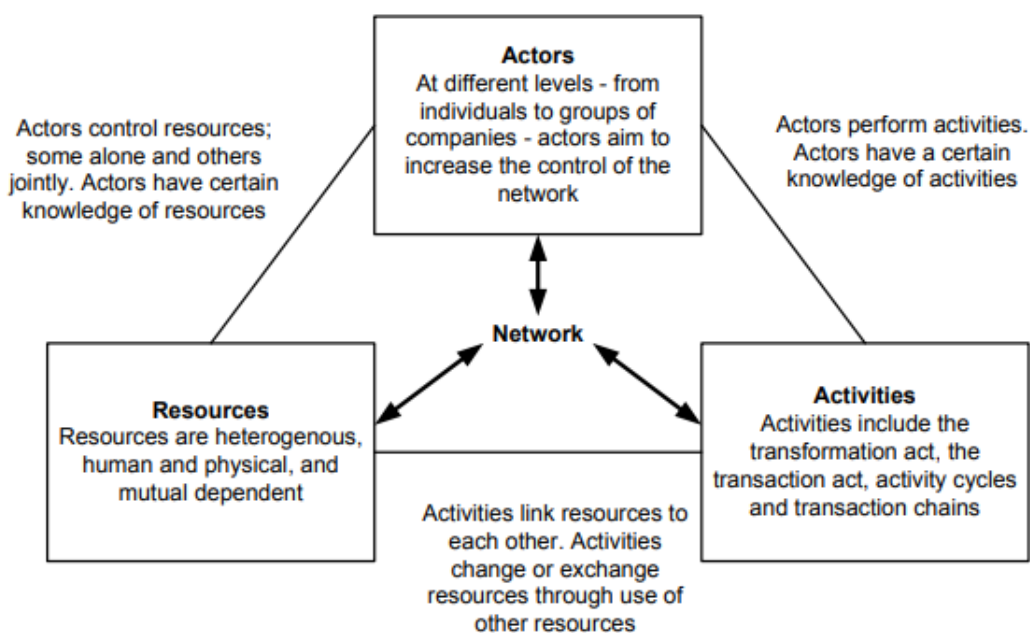 Actors
At different levels - from
individuals to groups of
companies - actors aim to
increase the control of the
network
Actors control resources;
some alone and others
jointly. Actors have certain
knowledge of resources
Actors perform activities.
Actors have a certain
knowledge of activities
Network
Resources
Resources are heterogenous,
human and physical, and
mutual dependent
Activities
Activities include the
transformation act, the
transaction act, activity cycles
and transaction chains
Activities link resources to
each other. Activities
change or exchange
resources through use of
other resources